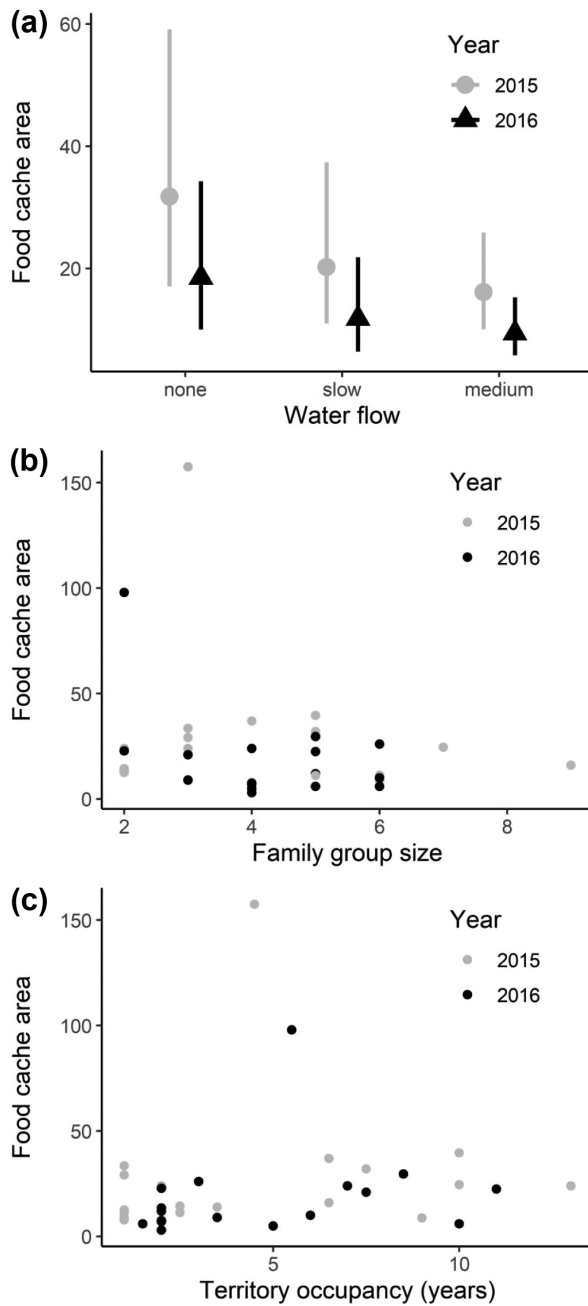 (a)
Year
2015
2016
Food cache area
60
40
20
none slow medium
Water flow
(b)
Year
2015
2016
Food cache area
150
100
50
0
2 4 6 8
Family group size
(c)
Year
2015
2016
Food cache area
150
100
50
0
5 10
Territory occupancy (years)